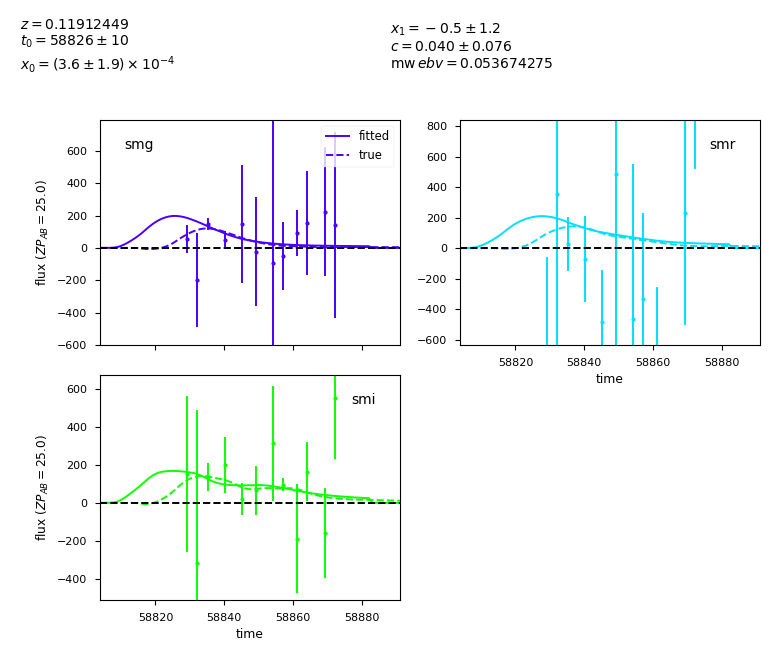 z = 0.11912449
t₀ = 58826 ± 10
x₀ = (3.6 ± 1.9) × 10⁻⁴
x₁ = −0.5 ± 1.2
c = 0.040 ± 0.076
mw ebv = 0.053674275
smg
fitted
true
600
400
200
0
−200
−400
−600
flux (ZP_AB = 25.0)
smr
800
600
400
200
0
−200
−400
−600
58820 58840 58860 58880
time
smi
600
400
200
0
−200
−400
flux (ZP_AB = 25.0)
58820 58840 58860 58880
time